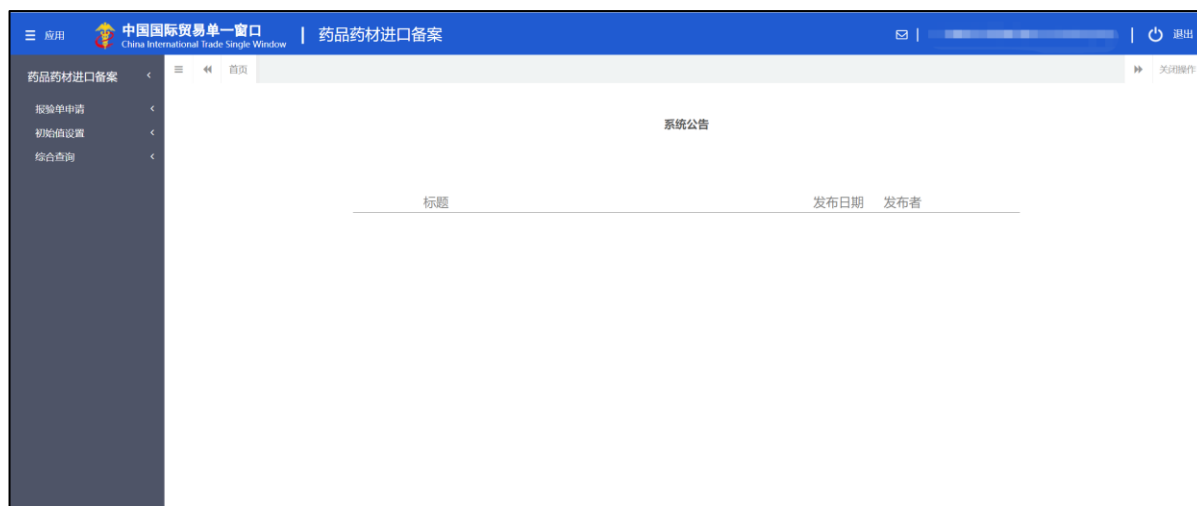 应用
中国国际贸易单一窗口
China International Trade Single Window
药品药材进口备案
退出
药品药材进口备案
首页
关闭操作
报验单申请
初始值设置
综合查询
系统公告
标题 发布日期 发布者